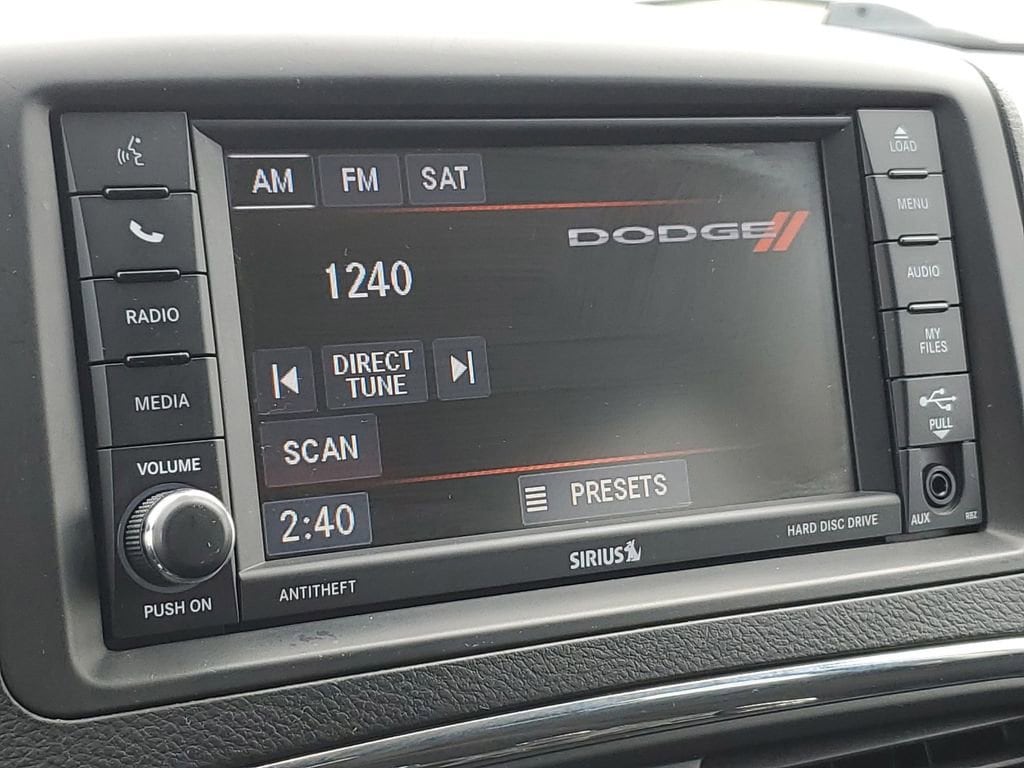 AM FM SAT
DODGE
1240
DIRECT
TUNE
SCAN
PRESETS
2:40
RADIO
MEDIA
VOLUME
PUSH ON
ANTITHEFT
SIRIUS
HARD DISC DRIVE
LOAD
MENU
AUDIO
MY
FILES
PULL
AUX RBZ